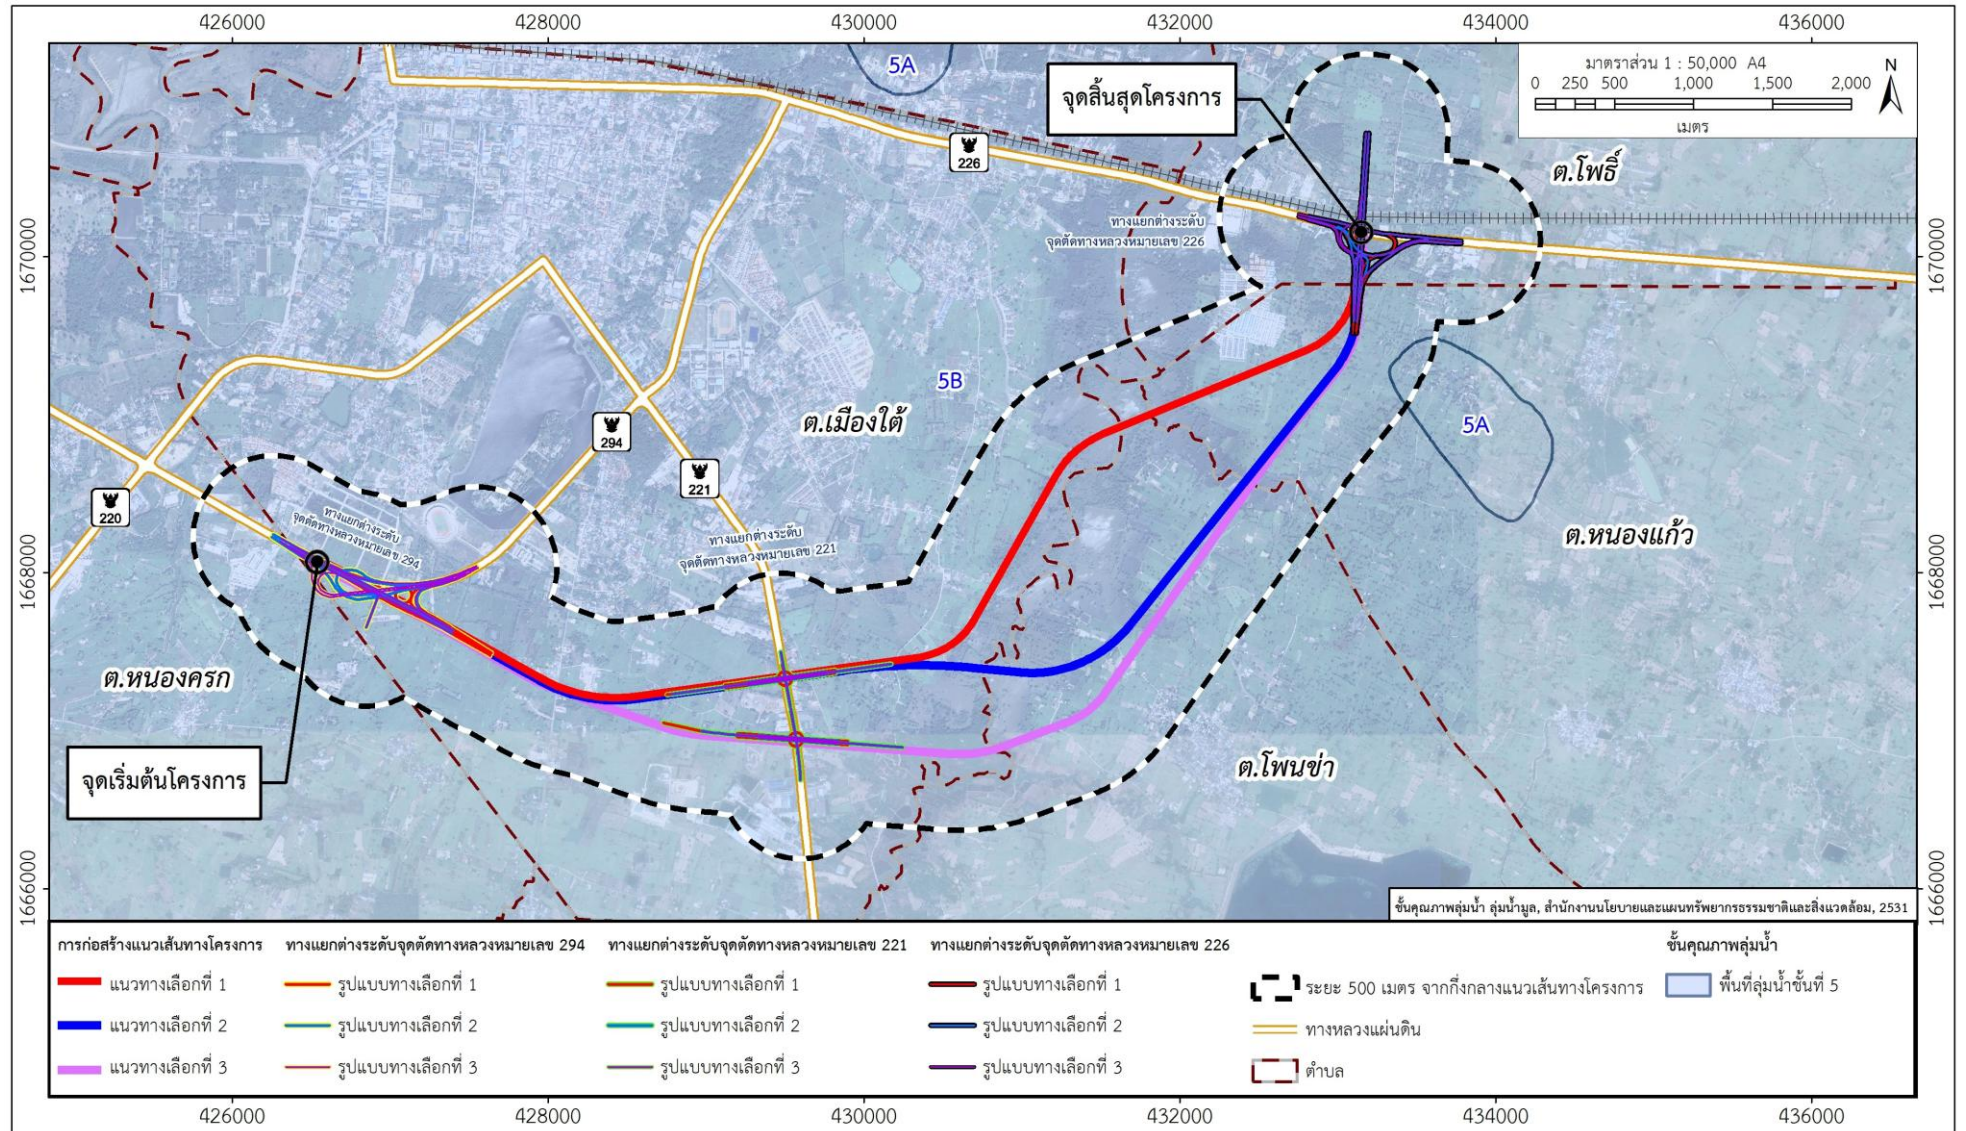 426000 428000 430000 432000 434000 436000
5A
มาตราส่วน 1 : 50,000 A4
N
0 250 500 1,000 1,500 2,000
เมตร
จุดสิ้นสุดโครงการ
226
ต.โพธิ์
ทางแยกต่างระดับ
จุดตัดทางหลวงหมายเลข 226
1670000
1670000
5B
ต.เมืองใต้
294
5A
221
220
ทางแยกต่างระดับ
จุดตัดทางหลวงหมายเลข 294
ทางแยกต่างระดับ
จุดตัดทางหลวงหมายเลข 221
ต.หนองแก้ว
1668000
1668000
ต.หนองครก
ต.โพนข่า
จุดเริ่มต้นโครงการ
1666000
1666000
ชั้นคุณภาพลุ่มน้ำ ลุ่มน้ำมูล, สำนักงานนโยบายและแผนทรัพยากรธรรมชาติและสิ่งแวดล้อม, 2531
การก่อสร้างแนวเส้นทางโครงการ
แนวทางเลือกที่ 1
แนวทางเลือกที่ 2
แนวทางเลือกที่ 3
ทางแยกต่างระดับจุดตัดทางหลวงหมายเลข 294
รูปแบบทางเลือกที่ 1
รูปแบบทางเลือกที่ 2
รูปแบบทางเลือกที่ 3
ทางแยกต่างระดับจุดตัดทางหลวงหมายเลข 221
รูปแบบทางเลือกที่ 1
รูปแบบทางเลือกที่ 2
รูปแบบทางเลือกที่ 3
ทางแยกต่างระดับจุดตัดทางหลวงหมายเลข 226
รูปแบบทางเลือกที่ 1
รูปแบบทางเลือกที่ 2
รูปแบบทางเลือกที่ 3
ระยะ 500 เมตร จากกึ่งกลางแนวเส้นทางโครงการ
ทางหลวงแผ่นดิน
ตำบล
ชั้นคุณภาพลุ่มน้ำ
พื้นที่ลุ่มน้ำชั้นที่ 5
426000 428000 430000 432000 434000 436000